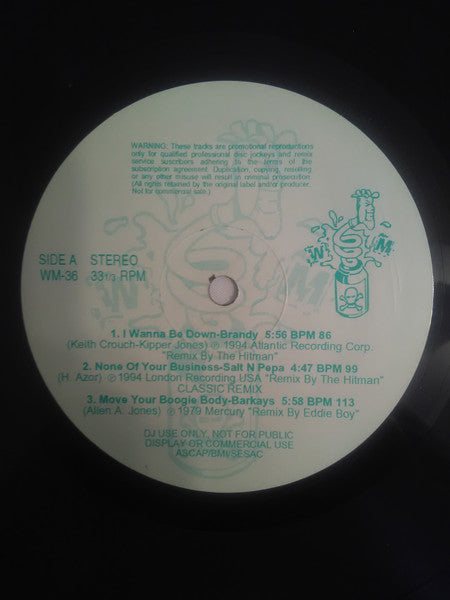 WARNING: These tracks are promotional reproductions
only for qualified professional disc jockeys and remix
service suscribers adhering to the terms of the
subscription agreement. Duplication, copying, reselling
or any other misuse will result in criminal prosecution.
(All rights retained by the original label and/or producer.
Not for commercial sale.)
SIDE A STEREO
WM-36 33 1/3 RPM
W S M
W S M
1. I Wanna Be Down-Brandy 5:56 BPM 86
(Keith Crouch-Kipper Jones) ℗ 1994 Atlantic Recording Corp.
"Remix By The Hitman"
2. None Of Your Business-Salt N Pepa 4:47 BPM 99
(H. Azor) ℗ 1994 London Recording USA "Remix By The Hitman"
CLASSIC REMIX
3. Move Your Boogie Body-Barkays 5:58 BPM 113
(Allen A. Jones) ℗ 1979 Mercury "Remix By Eddie Boy"
DJ USE ONLY, NOT FOR PUBLIC
DISPLAY OR COMMERCIAL USE
ASCAP/BMI/SESAC